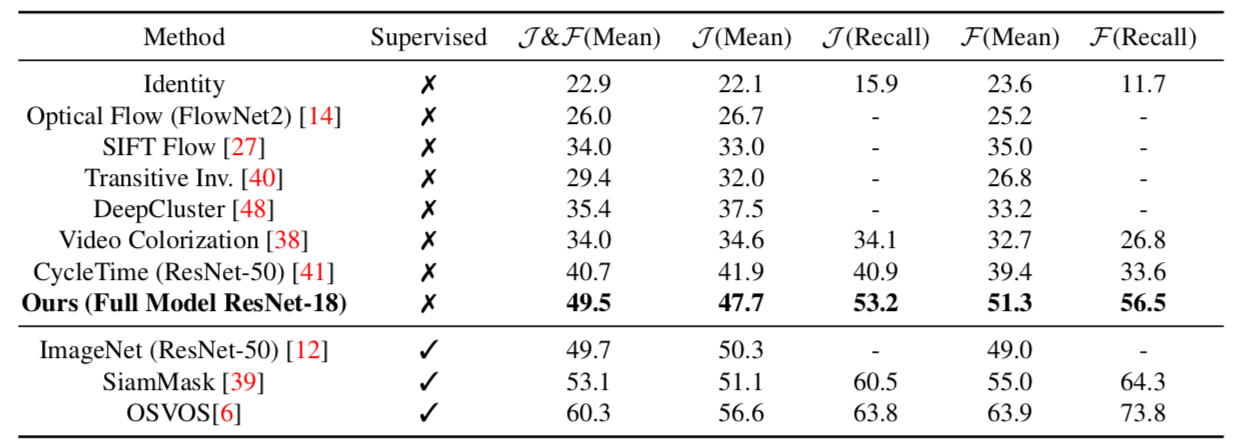 Method Supervised 𝒥&ℱ(Mean) 𝒥(Mean) 𝒥(Recall) ℱ(Mean) ℱ(Recall)
Identity ✗ 22.9 22.1 15.9 23.6 11.7
Optical Flow (FlowNet2) [14] ✗ 26.0 26.7 - 25.2 -
SIFT Flow [27] ✗ 34.0 33.0 - 35.0 -
Transitive Inv. [40] ✗ 29.4 32.0 - 26.8 -
DeepCluster [48] ✗ 35.4 37.5 - 33.2 -
Video Colorization [38] ✗ 34.0 34.6 34.1 32.7 26.8
CycleTime (ResNet-50) [41] ✗ 40.7 41.9 40.9 39.4 33.6
Ours (Full Model ResNet-18) ✗ 49.5 47.7 53.2 51.3 56.5
ImageNet (ResNet-50) [12] ✓ 49.7 50.3 - 49.0 -
SiamMask [39] ✓ 53.1 51.1 60.5 55.0 64.3
OSVOS[6] ✓ 60.3 56.6 63.8 63.9 73.8